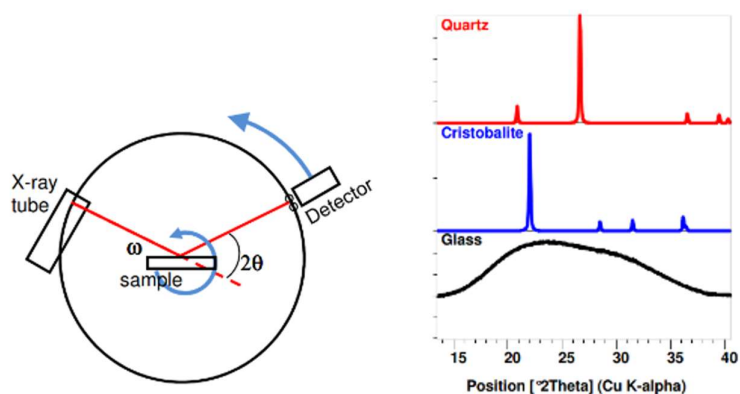 X-ray
tube
ω
sample
2θ
Detector
Quartz
Cristobalite
Glass
15 20 25 30 35 40
Position [°2Theta] (Cu K-alpha)